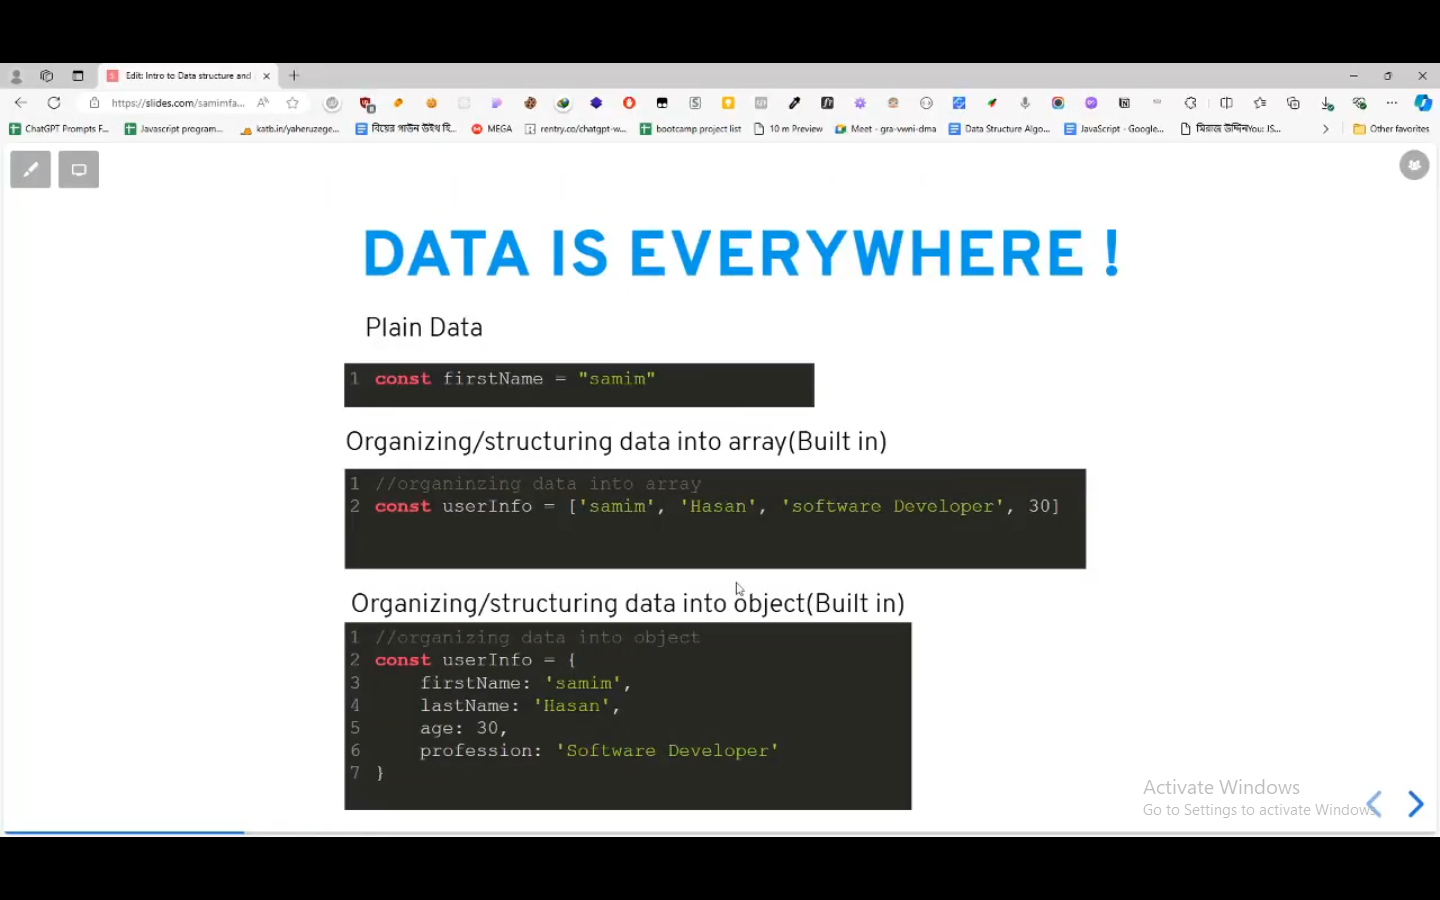 Edit: Intro to Data structure and
https://slides.com/samimfa...
ChatGPT Prompts F...
Javascript program...
katb.in/yaheruzege...
বিয়ের গাউন উইথ হি...
MEGA
rentry.co/chatgpt-w...
bootcamp project list
10 m Preview
Meet - gra-vwni-dma
Data Structure Algo...
JavaScript - Google...
Other favorites
DATA IS EVERYWHERE !
Plain Data
1 const firstName = "samim"
Organizing/structuring data into array(Built in)
1 //organinzing data into array
2 const userInfo = ['samim', 'Hasan', 'software Developer', 30]
Organizing/structuring data into object(Built in)
1 //organizing data into object
2 const userInfo = {
3 firstName: 'samim',
4 lastName: 'Hasan',
5 age: 30,
6 profession: 'Software Developer'
7 }
Activate Windows
Go to Settings to activate Windows